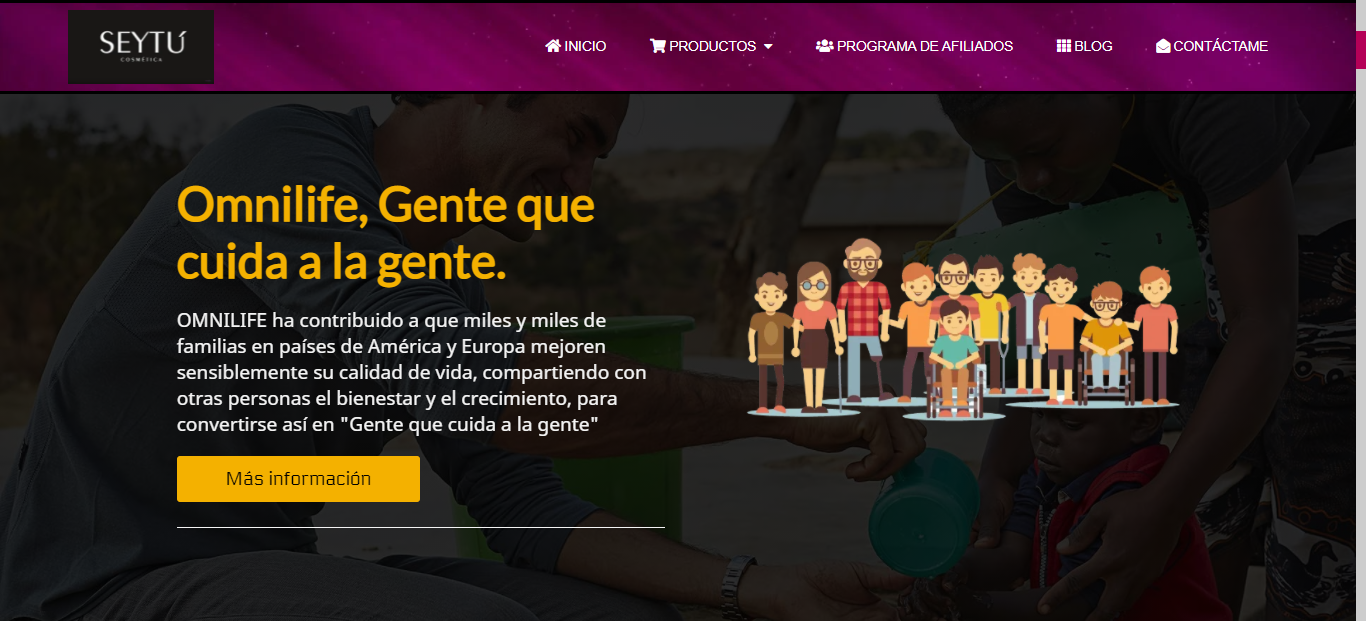 SEYTÚ
COSMÉTICA
INICIO
PRODUCTOS
PROGRAMA DE AFILIADOS
BLOG
CONTÁCTAME
Omnilife, Gente que
cuida a la gente.
OMNILIFE ha contribuido a que miles y miles de
familias en países de América y Europa mejoren
sensiblemente su calidad de vida, compartiendo con
otras personas el bienestar y el crecimiento, para
convertirse así en "Gente que cuida a la gente"
Más información